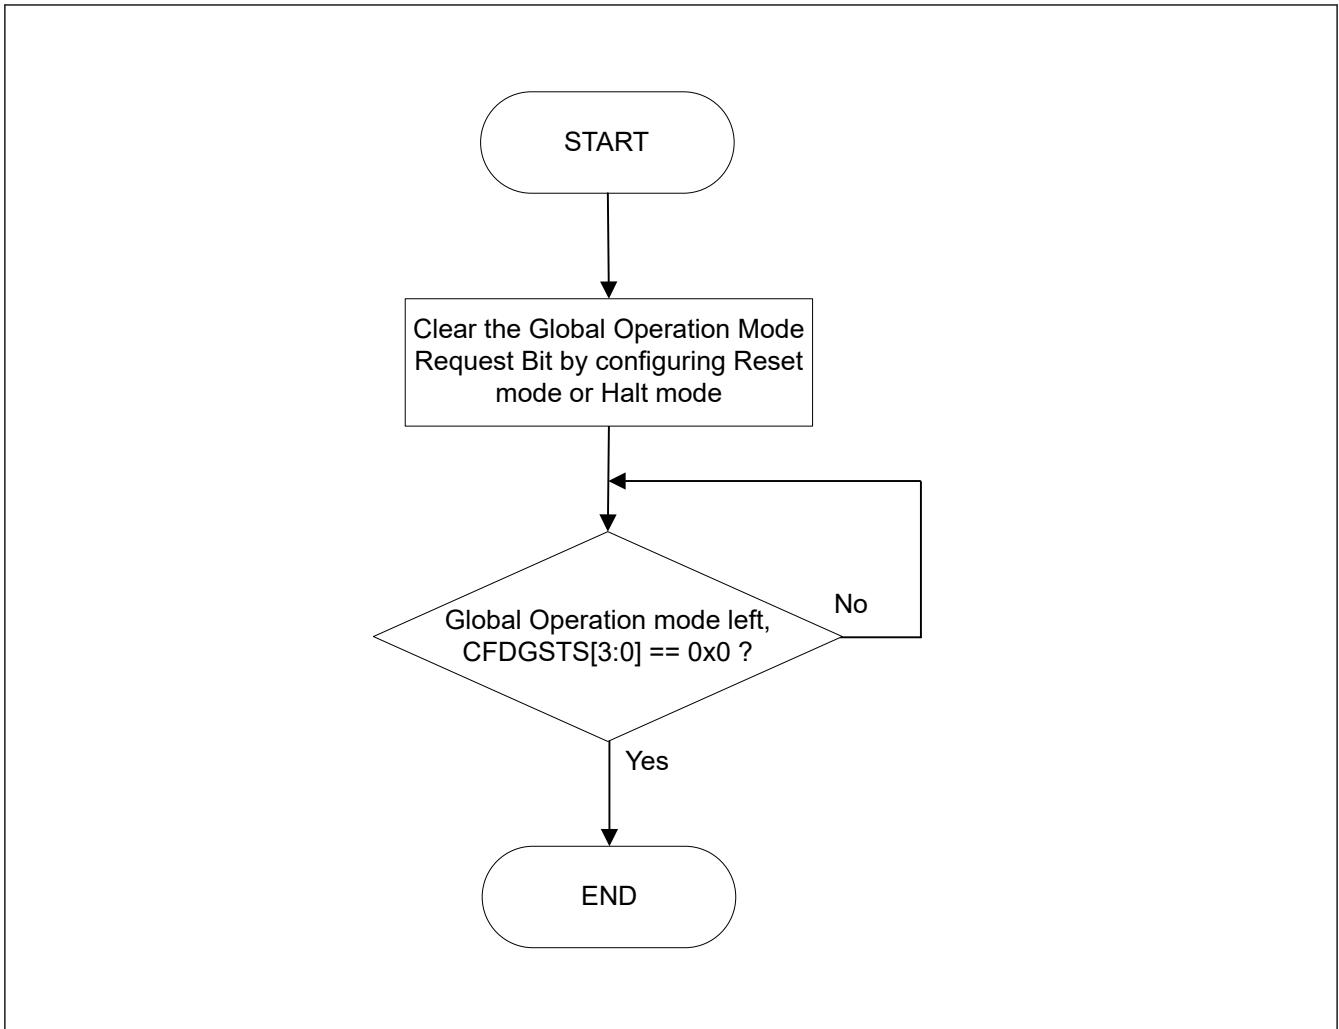 START
Clear the Global Operation Mode
Request Bit by configuring Reset
mode or Halt mode
Global Operation mode left,
CFDGSTS[3:0] == 0x0 ?
No
Yes
END